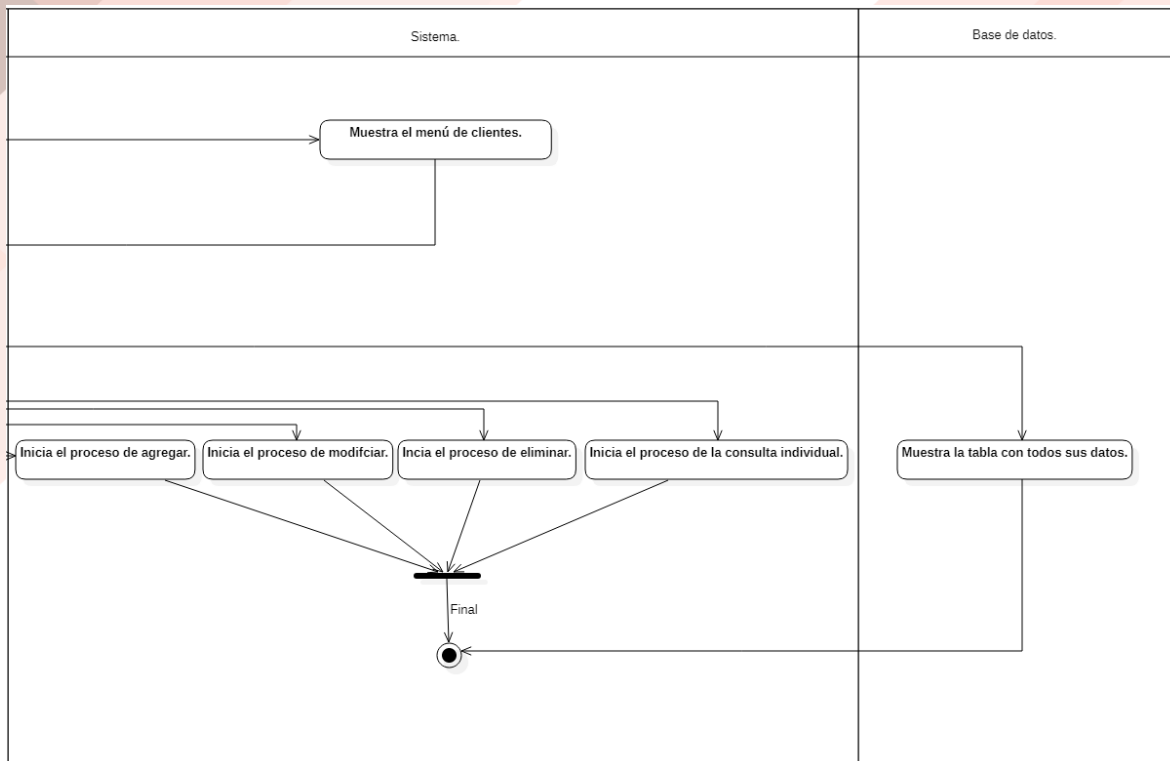 Sistema.
Base de datos.
Muestra el menú de clientes.
Inicia el proceso de agregar.
Inicia el proceso de modifciar.
Incia el proceso de eliminar.
Inicia el proceso de la consulta individual.
Muestra la tabla con todos sus datos.
Final